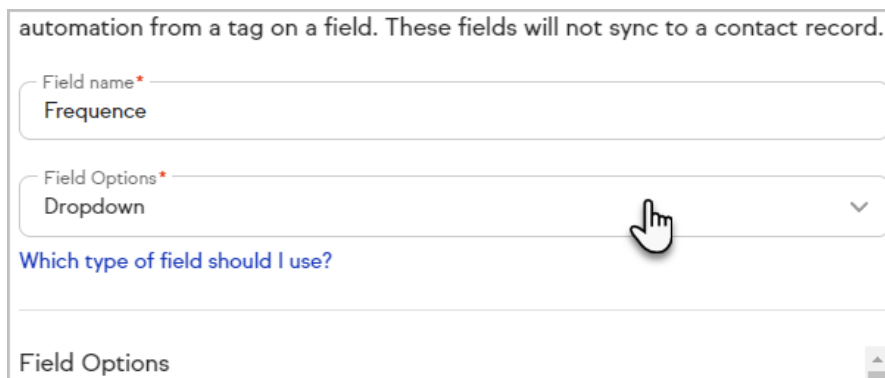 automation from a tag on a field. These fields will not sync to a contact record.
Field name*
Frequence
Field Options*
Dropdown
Which type of field should I use?
Field Options